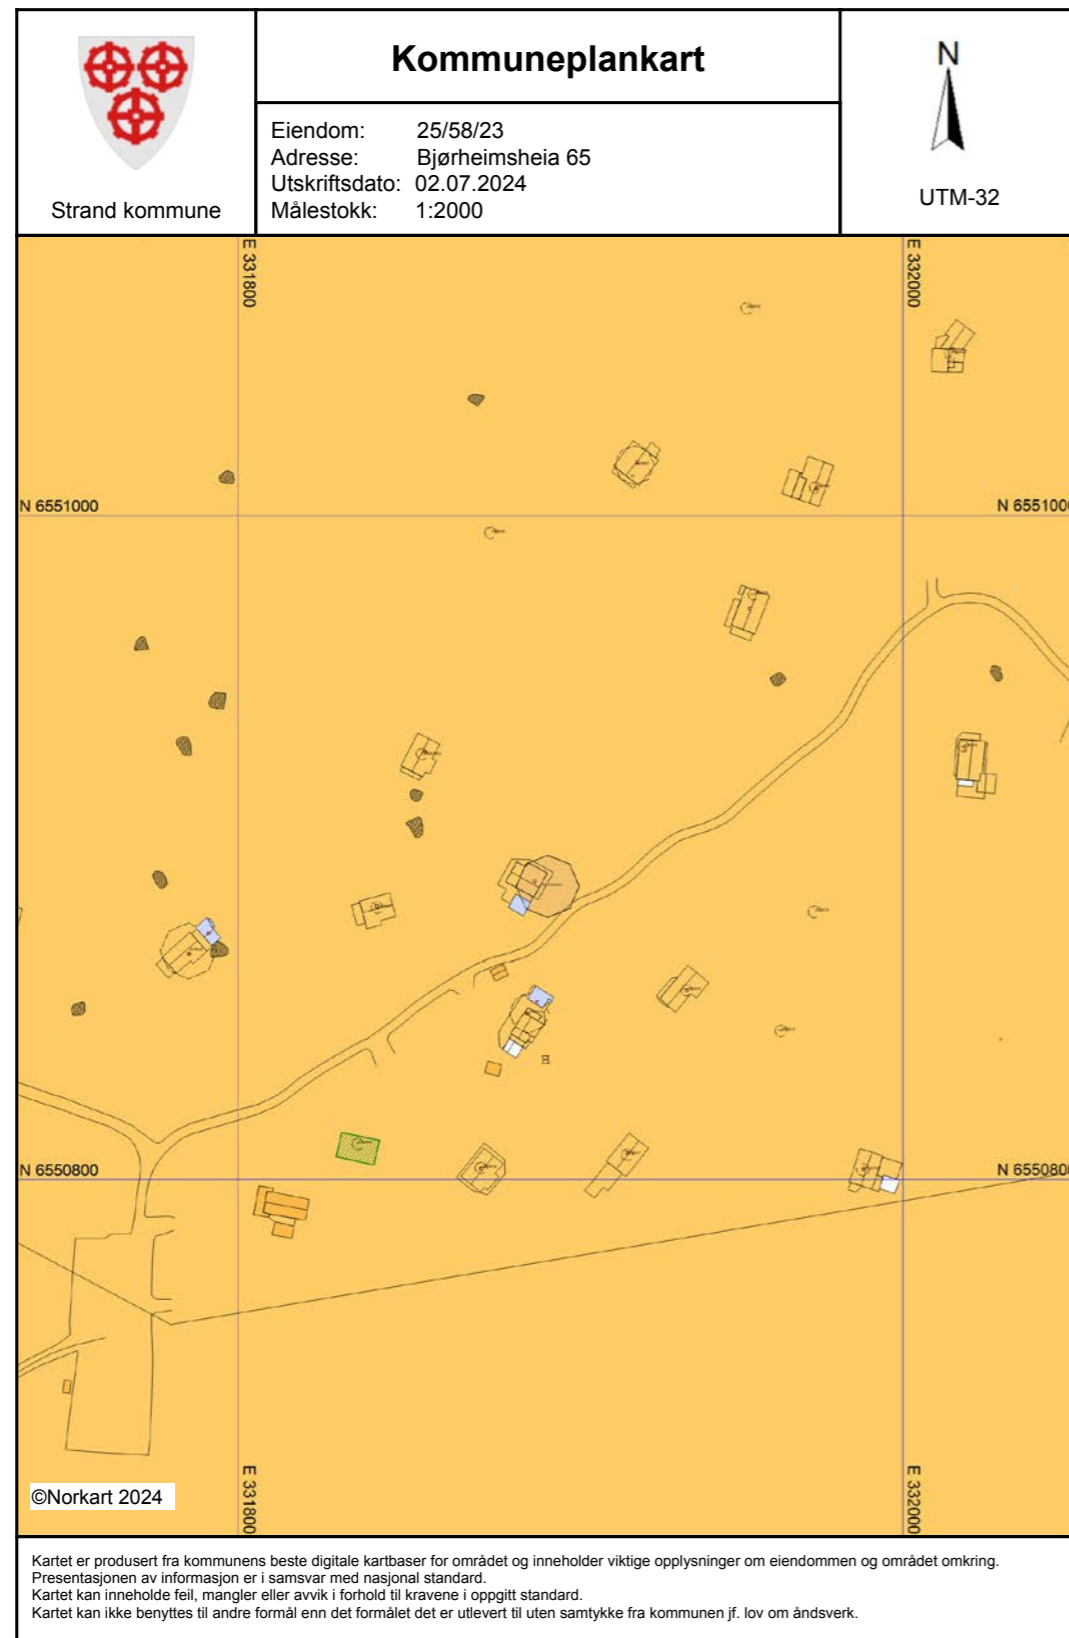 Kommuneplankart
Eiendom: 25/58/23
Adresse: Bjørheimsheia 65
Utskriftsdato: 02.07.2024
Målestokk: 1:2000
Strand kommune
N
UTM-32
E 331800
E 332000
N 6551000
N 6551000
N 6550800
N 6550800
E 331800
E 332000
©Norkart 2024
Kartet er produsert fra kommunens beste digitale kartbaser for området og inneholder viktige opplysninger om eiendommen og området omkring.
Presentasjonen av informasjon er i samsvar med nasjonal standard.
Kartet kan inneholde feil, mangler eller avvik i forhold til kravene i oppgitt standard.
Kartet kan ikke benyttes til andre formål enn det formålet det er utlevert til uten samtykke fra kommunen jf. lov om åndsverk.